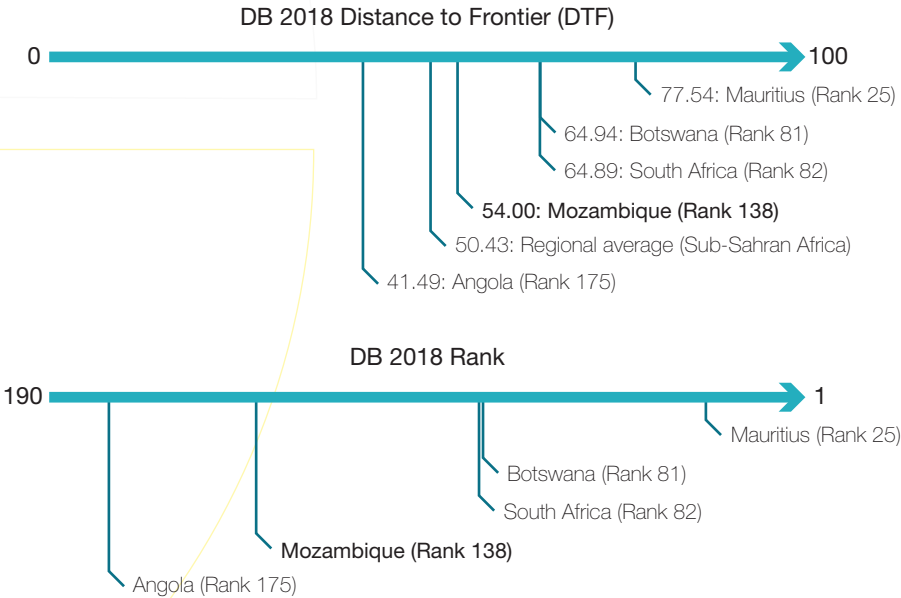 DB 2018 Distance to Frontier (DTF)
0
100
77.54: Mauritius (Rank 25)
64.94: Botswana (Rank 81)
64.89: South Africa (Rank 82)
54.00: Mozambique (Rank 138)
50.43: Regional average (Sub-Sahran Africa)
41.49: Angola (Rank 175)
DB 2018 Rank
190
1
Mauritius (Rank 25)
Botswana (Rank 81)
South Africa (Rank 82)
Mozambique (Rank 138)
Angola (Rank 175)